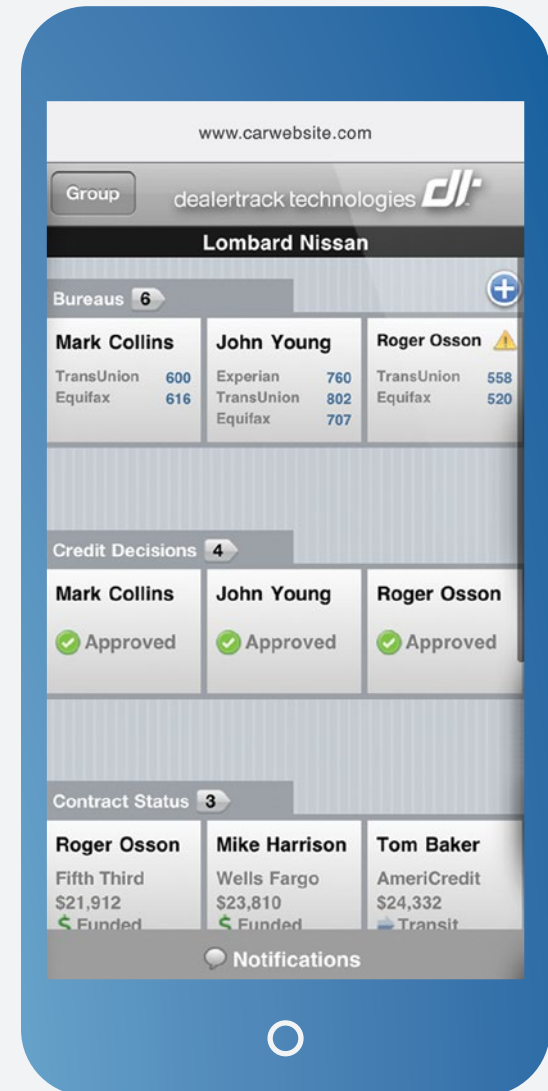 www.carwebsite.com
Group dealertrack technologies dt
Lombard Nissan
Bureaus 6
Mark Collins John Young Roger Osson
TransUnion 600 Experian 760 TransUnion 558
Equifax 616 TransUnion 802 Equifax 520
Equifax 707
Credit Decisions 4
Mark Collins John Young Roger Osson
Approved Approved Approved
Contract Status 3
Roger Osson Mike Harrison Tom Baker
Fifth Third Wells Fargo AmeriCredit
$21,912 $23,810 $24,332
$ Funded $ Funded Transit
Notifications